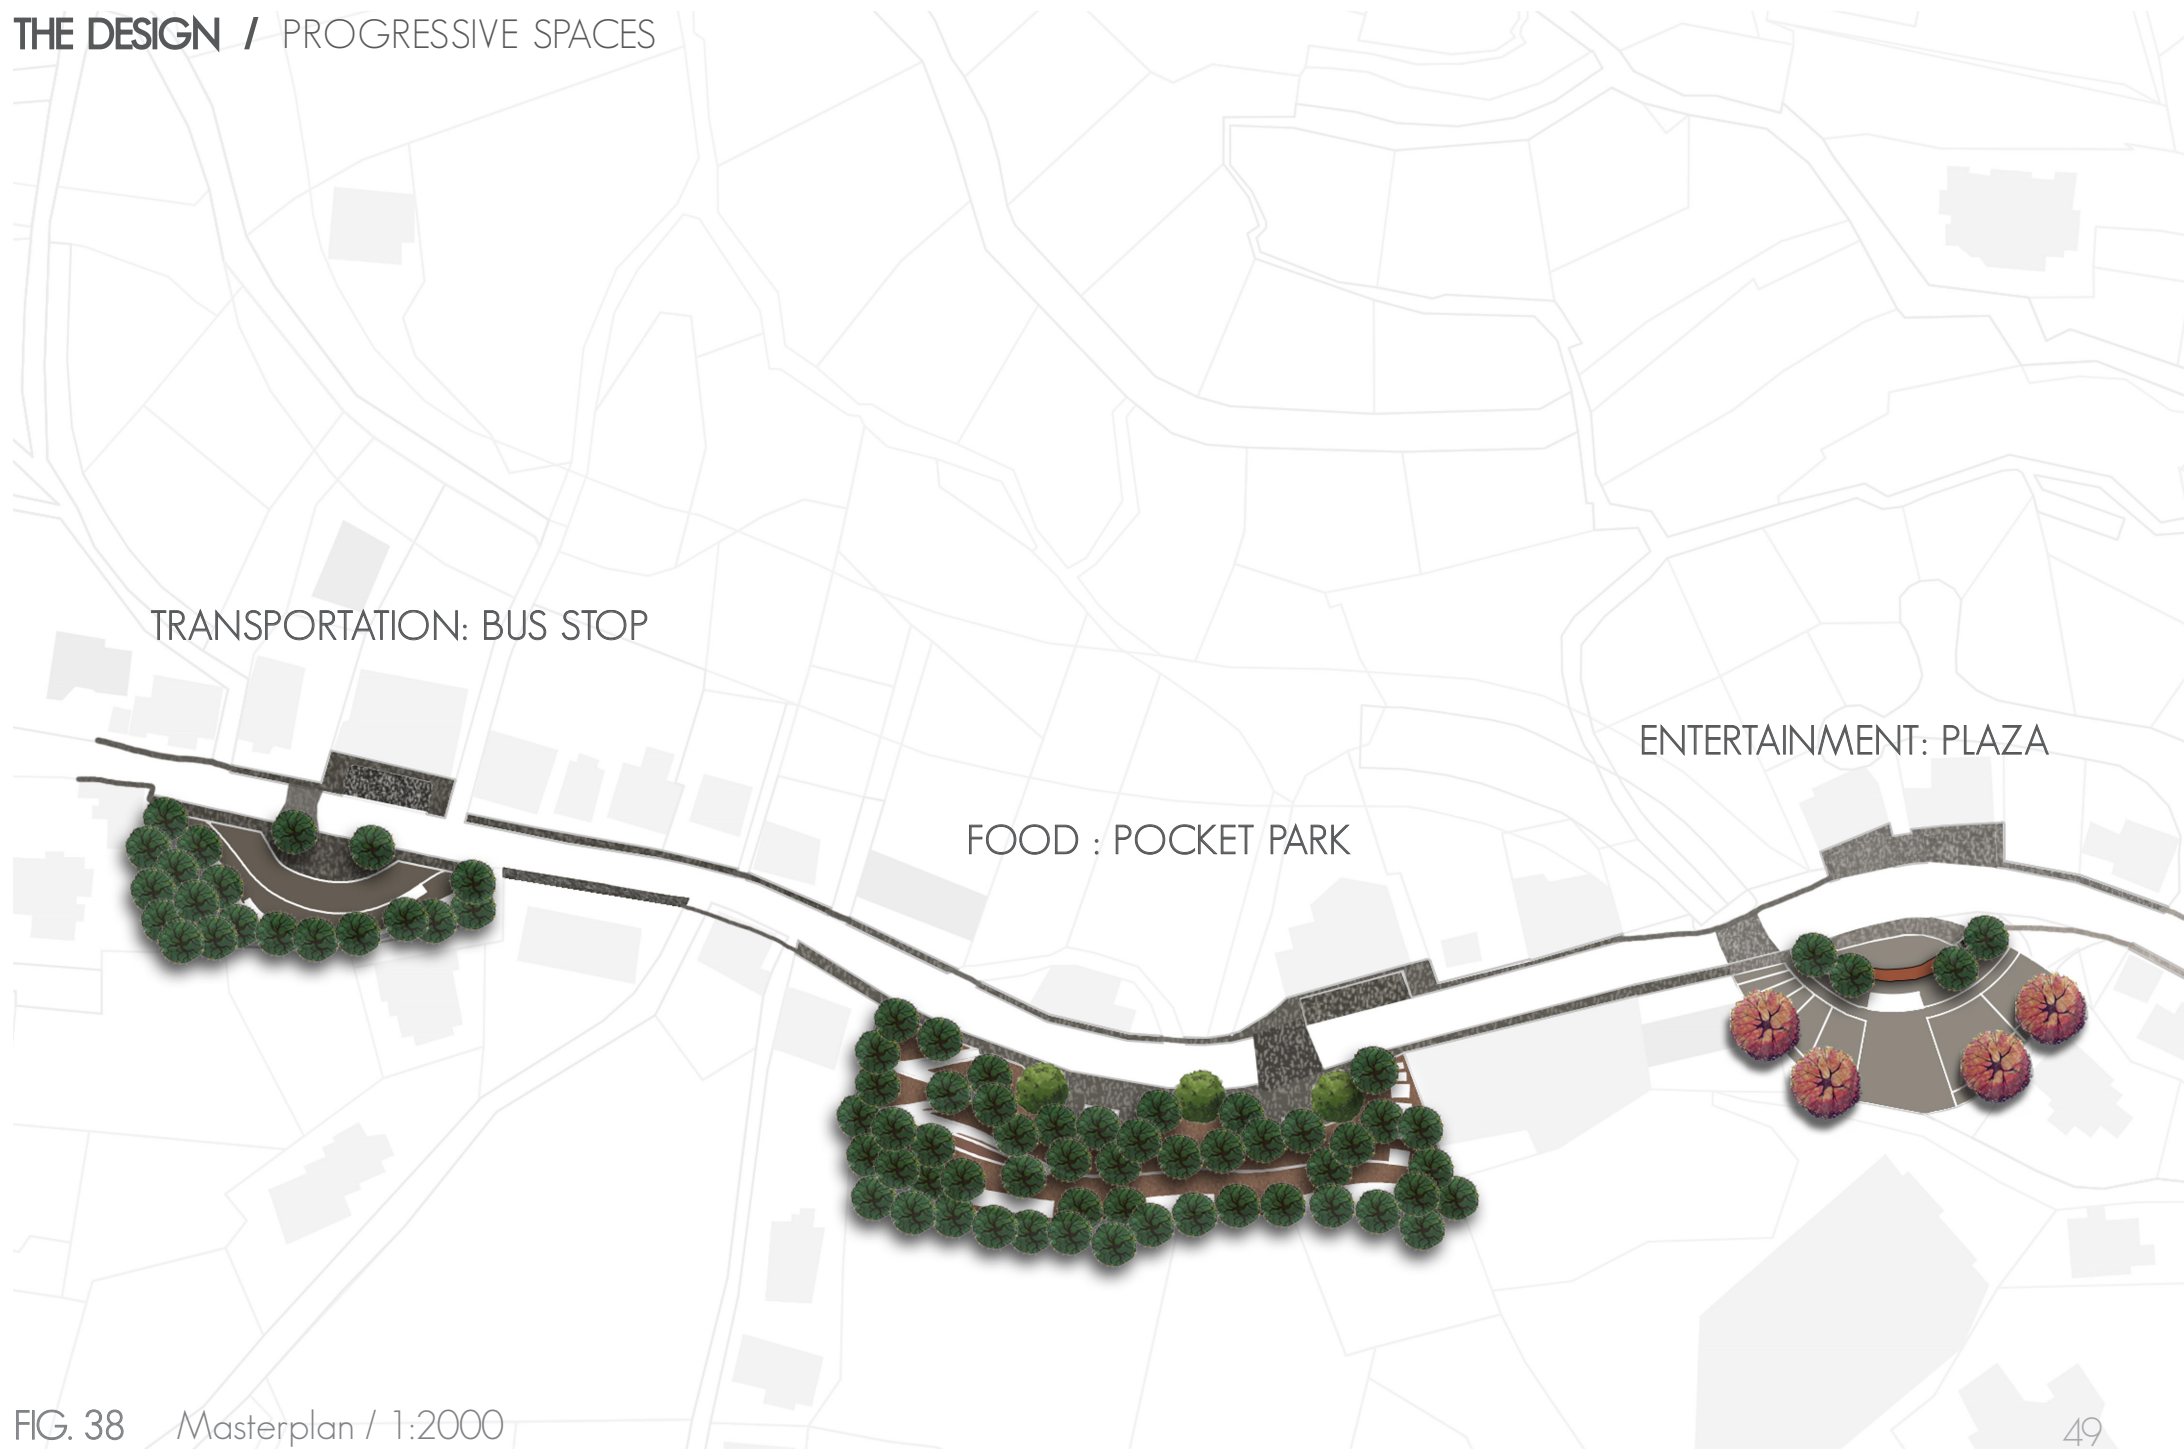 THE DESIGN / PROGRESSIVE SPACES
TRANSPORTATION: BUS STOP
ENTERTAINMENT: PLAZA
FOOD : POCKET PARK
FIG. 38 Masterplan / 1:2000
49